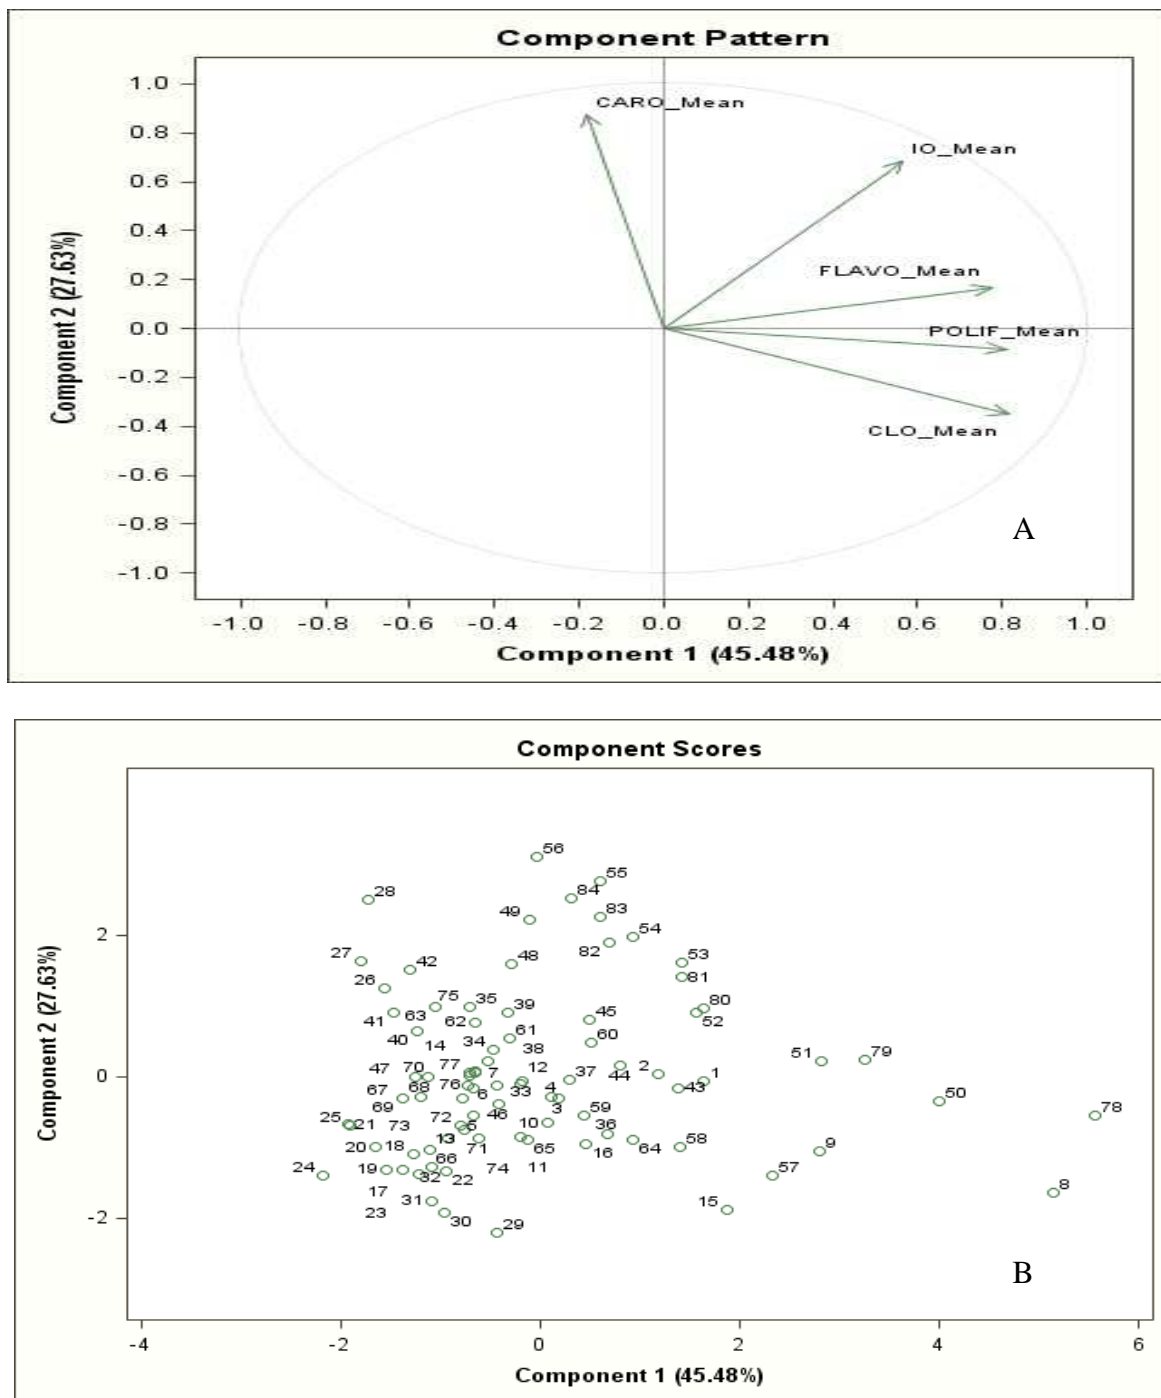 Component Pattern
1.0
CARO_Mean
0.8
IO_Mean
0.6
0.4
FLAVO_Mean
0.2
0.0
POLIF_Mean
-0.2
-0.4
CLO_Mean
-0.6
-0.8
A
-1.0
Component 2 (27.63%)
-1.0 -0.8 -0.6 -0.4 -0.2 0.0 0.2 0.4 0.6 0.8 1.0
Component 1 (45.48%)
Component Scores
56
55
28
84
49
83
2
54
27
42
48
82
53
26
81
75 35 39
80
41 63 62
45
52
40 14 34 61
60
38
51 79
47 70 77 7 12
37
44 2
1
0
67 68 76 6 33 4
43
50
69
3
59
78
25 21 73 72 5 46 10
36
20 18 13 71 65
16 64 58
9
24 19 66
74 11
57
32 22
8
17 31
15
23 30 29
-2
B
Component 2 (27.63%)
-4 -2 0 2 4 6
Component 1 (45.48%)